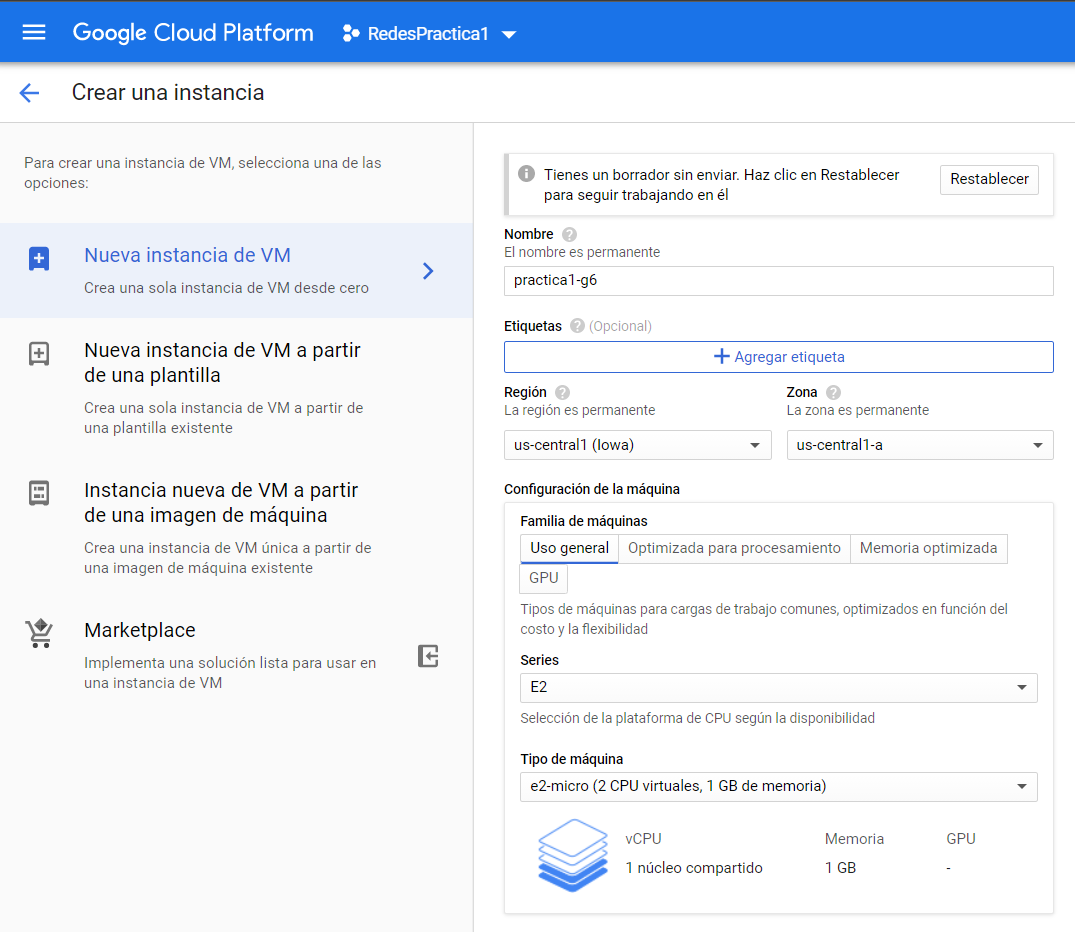 Google Cloud Platform
RedesPractica1
Crear una instancia
Para crear una instancia de VM, selecciona una de las
opciones:
Nueva instancia de VM
Crea una sola instancia de VM desde cero
Nueva instancia de VM a partir
de una plantilla
Crea una sola instancia de VM a partir de
una plantilla existente
Instancia nueva de VM a partir
de una imagen de máquina
Crea una instancia de VM única a partir de
una imagen de máquina existente
Marketplace
Implementa una solución lista para usar en
una instancia de VM
Tienes un borrador sin enviar. Haz clic en Restablecer
para seguir trabajando en él
Restablecer
Nombre
El nombre es permanente
practica1-g6
Etiquetas (Opcional)
Agregar etiqueta
Región
La región es permanente
us-central1 (Iowa)
Zona
La zona es permanente
us-central1-a
Configuración de la máquina
Familia de máquinas
Uso general
Optimizada para procesamiento
Memoria optimizada
GPU
Tipos de máquinas para cargas de trabajo comunes, optimizados en función del
costo y la flexibilidad
Series
E2
Selección de la plataforma de CPU según la disponibilidad
Tipo de máquina
e2-micro (2 CPU virtuales, 1 GB de memoria)
vCPU
1 núcleo compartido
Memoria
1 GB
GPU
-